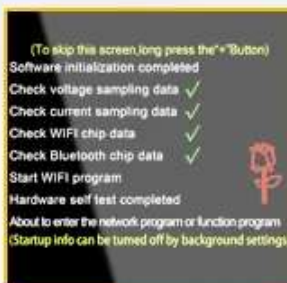 (To skip this screen,long press the"+"Button)
Software initialization completed
Check voltage sampling data ✓
Check current sampling data ✓
Check WIFI chip data ✓
Check Bluetooth chip data ✓
Start WIFI program
Hardware self test completed
About to enter the network program or function program
(Startup info can be turned off by background settings